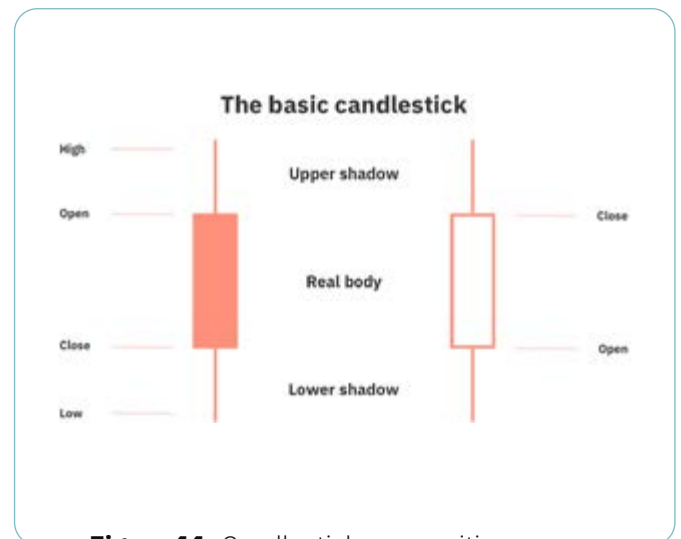 The basic candlestick
High
Upper shadow
Open
Close
Real body
Close
Open
Lower shadow
Low